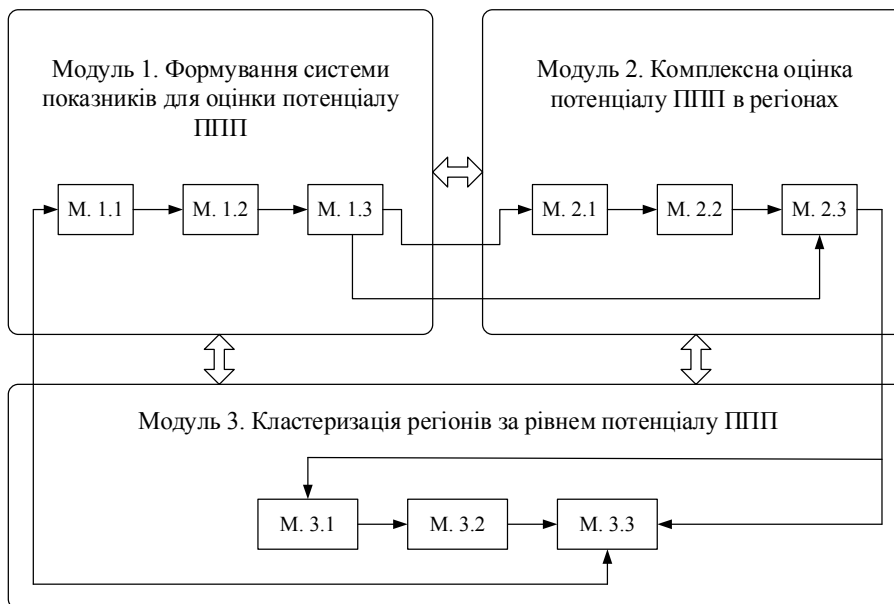 Модуль 1. Формування системи
показників для оцінки потенціалу
ППП
М. 1.1
М. 1.2
М. 1.3
Модуль 2. Комплексна оцінка
потенціалу ППП в регіонах
М. 2.1
М. 2.2
М. 2.3
Модуль 3. Кластеризація регіонів за рівнем потенціалу ППП
М. 3.1
М. 3.2
М. 3.3